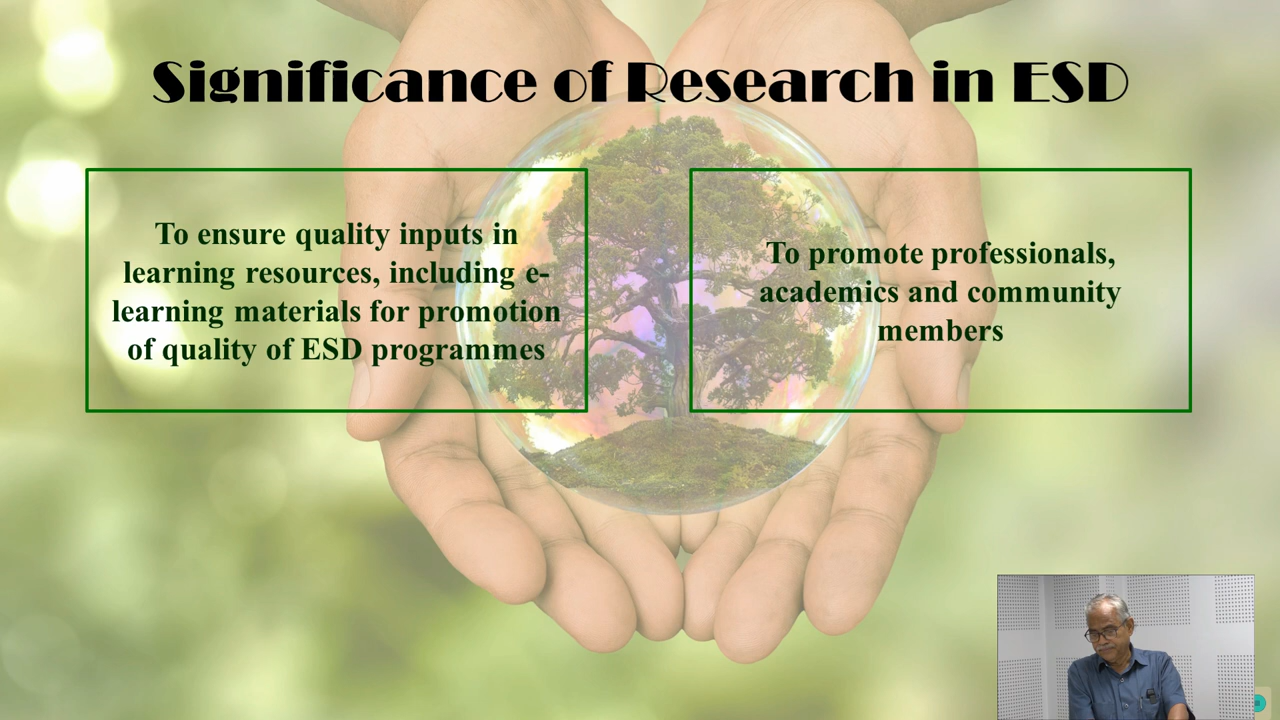 Significance of Research in ESD
To ensure quality inputs in
learning resources, including e-
learning materials for promotion
of quality of ESD programmes
To promote professionals,
academics and community
members